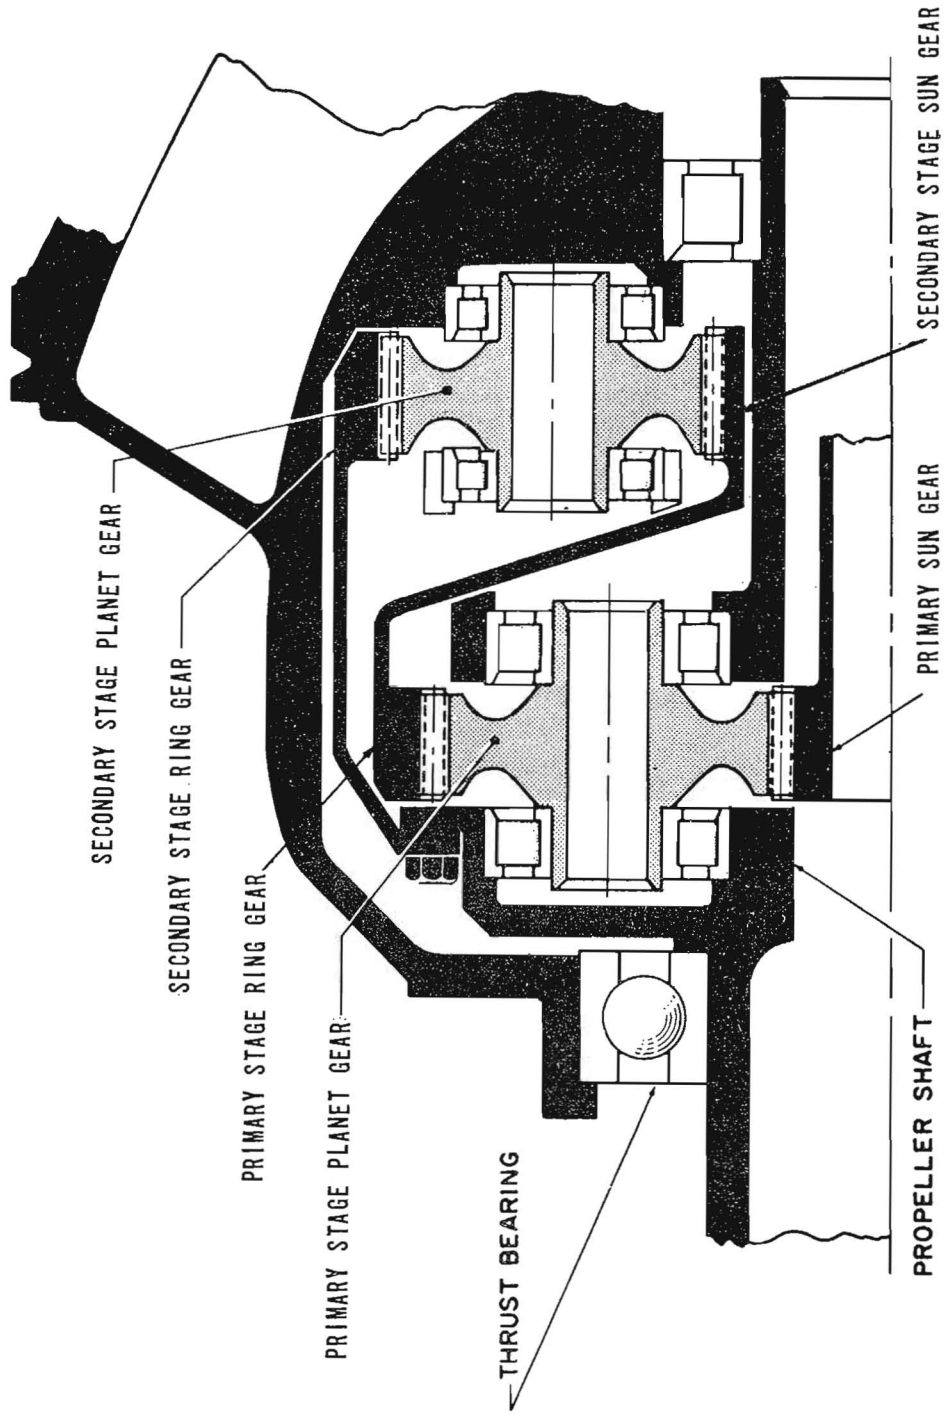 SECONDARY STAGE PLANET GEAR
SECONDARY STAGE RING GEAR
PRIMARY STAGE RING GEAR
PRIMARY STAGE PLANET GEAR
THRUST BEARING
PROPELLER SHAFT
PRIMARY SUN GEAR
SECONDARY STAGE SUN GEAR